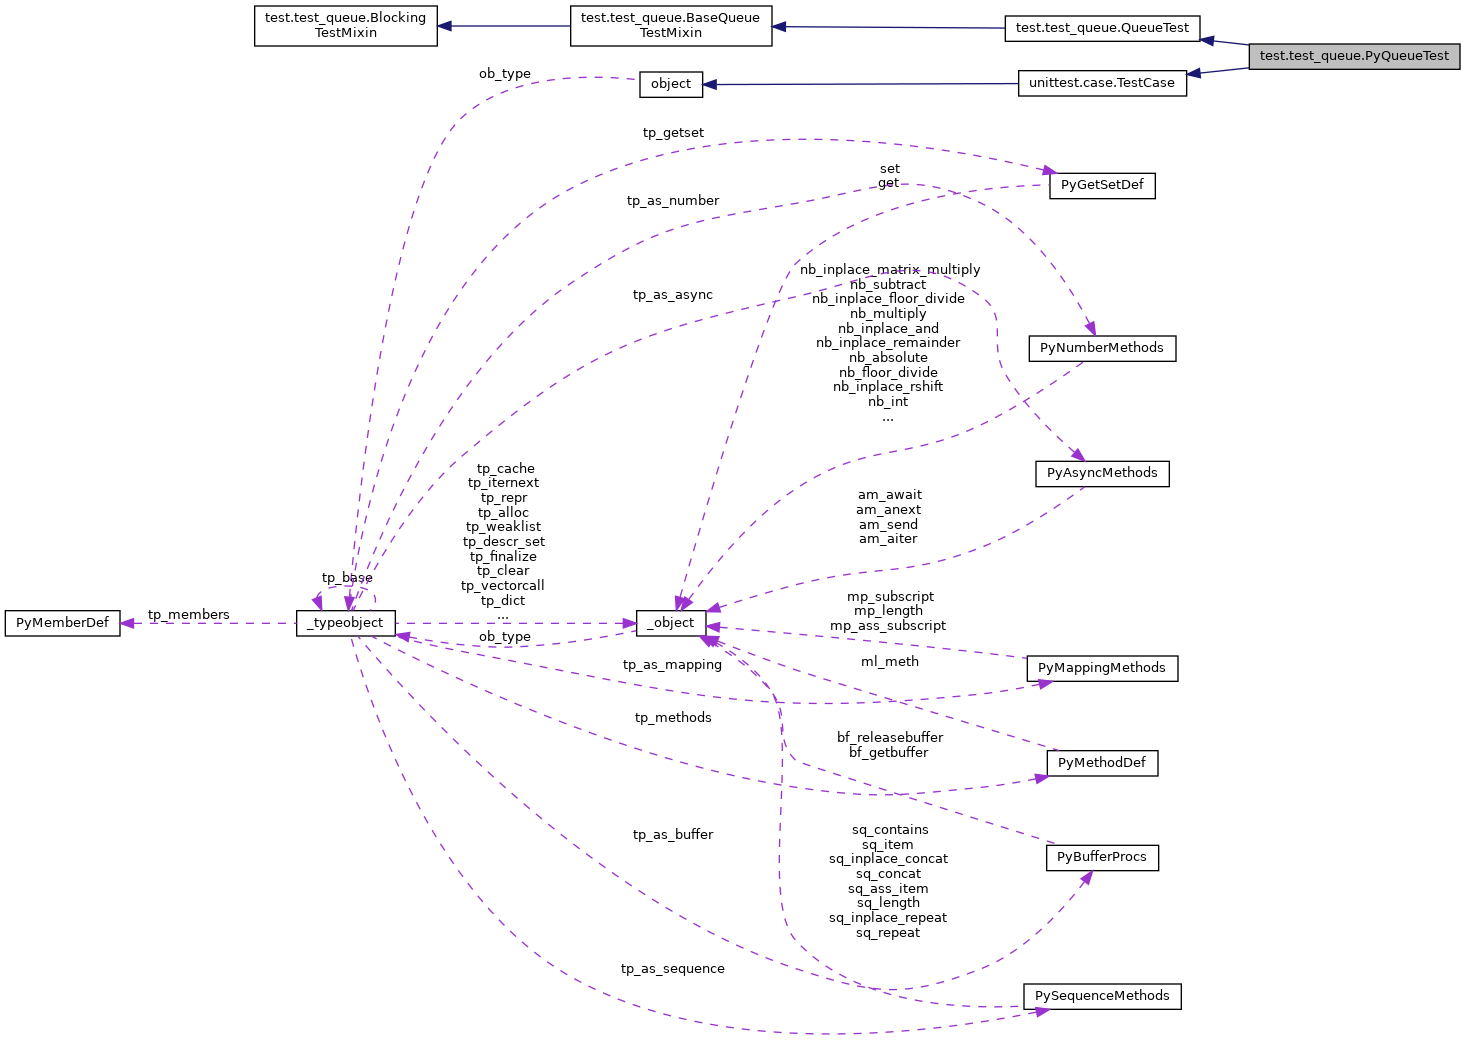 test.test_queue.Blocking
TestMixin
test.test_queue.BaseQueue
TestMixin
test.test_queue.QueueTest
test.test_queue.PyQueueTest
ob_type
object
unittest.case.TestCase
tp_getset
set
get
PyGetSetDef
tp_as_number
nb_inplace_matrix_multiply
nb_subtract
nb_inplace_floor_divide
nb_multiply
nb_inplace_and
nb_inplace_remainder
nb_absolute
nb_floor_divide
nb_inplace_rshift
nb_int
...
tp_as_async
PyNumberMethods
PyAsyncMethods
tp_cache
tp_iternext
tp_repr
tp_alloc
tp_weaklist
tp_descr_set
tp_finalize
tp_clear
tp_vectorcall
tp_dict
...
am_await
am_anext
am_send
am_aiter
tp_base
PyMemberDef
tp_members
_typeobject
_object
ob_type
mp_subscript
mp_length
mp_ass_subscript
tp_as_mapping
ml_meth
PyMappingMethods
tp_methods
bf_releasebuffer
bf_getbuffer
PyMethodDef
tp_as_buffer
sq_contains
sq_item
sq_inplace_concat
sq_concat
sq_ass_item
sq_length
sq_inplace_repeat
sq_repeat
PyBufferProcs
tp_as_sequence
PySequenceMethods